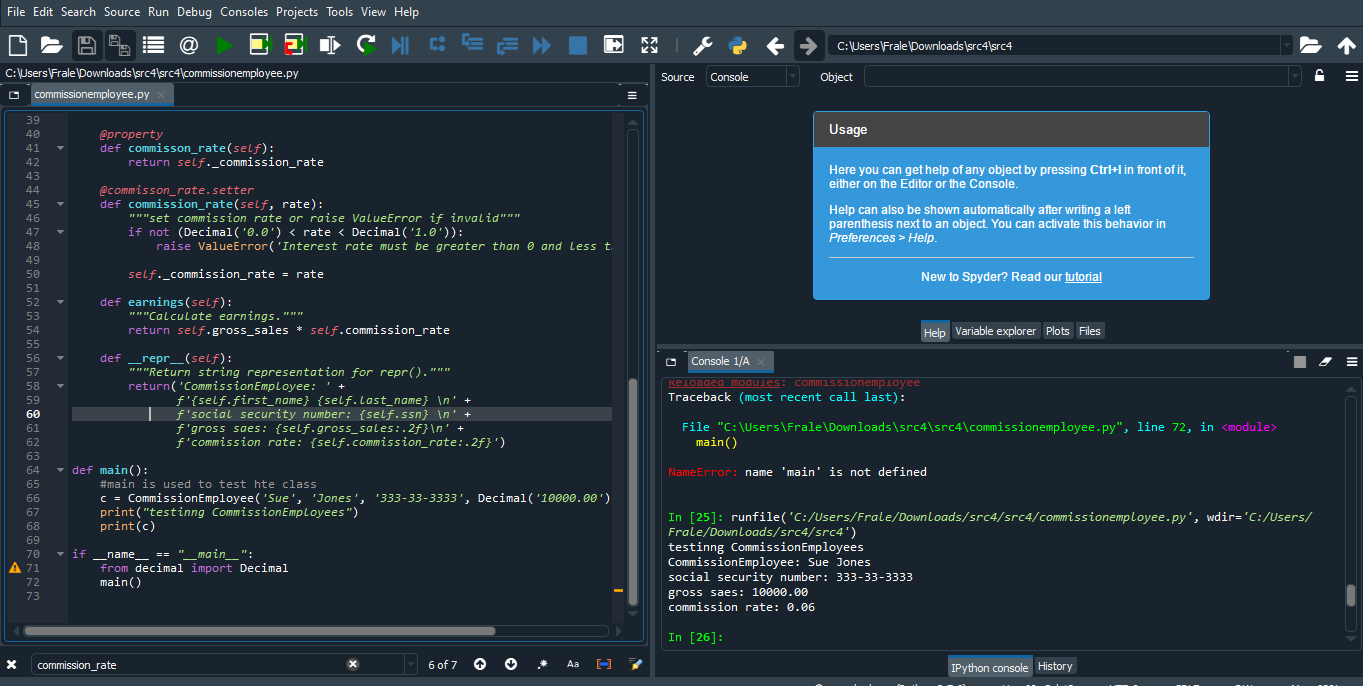 File Edit Search Source Run Debug Consoles Projects Tools View Help
C:\Users\Frale\Downloads\src4\src4
C:\Users\Frale\Downloads\src4\src4\commissionemployee.py
commissionemployee.py
39
40 @property
41 def commisson_rate(self):
42 return self._commission_rate
43
44 @commisson_rate.setter
45 def commission_rate(self, rate):
46 """set commission rate or raise ValueError if invalid"""
47 if not (Decimal('0.0') < rate < Decimal('1.0')):
48 raise ValueError('Interest rate must be greater than 0 and less t
49
50 self._commission_rate = rate
51
52 def earnings(self):
53 """Calculate earnings."""
54 return self.gross_sales * self.commission_rate
55
56 def __repr__(self):
57 """Return string representation for repr()."""
58 return('CommissionEmployee: ' +
59 f'{self.first_name} {self.last_name} \n' +
60 f'social security number: {self.ssn} \n' +
61 f'gross saes: {self.gross_sales:.2f}\n' +
62 f'commission rate: {self.commission_rate:.2f}')
63
64 def main():
65 #main is used to test hte class
66 c = CommissionEmployee('Sue', 'Jones', '333-33-3333', Decimal('10000.00')
67 print("testinng CommissionEmployees")
68 print(c)
69
70 if __name__ == "__main__":
71 from decimal import Decimal
72 main()
73
commission_rate
6 of 7
Aa
Source Console Object
Usage
Here you can get help of any object by pressing Ctrl+I in front of it,
either on the Editor or the Console.
Help can also be shown automatically after writing a left
parenthesis next to an object. You can activate this behavior in
Preferences > Help.
New to Spyder? Read our tutorial
Help Variable explorer Plots Files
Console 1/A
Reloaded modules: commissionemployee
Traceback (most recent call last):
File "C:\Users\Frale\Downloads\src4\src4\commissionemployee.py", line 72, in <module>
main()
NameError: name 'main' is not defined
In [25]: runfile('C:/Users/Frale/Downloads/src4/src4/commissionemployee.py', wdir='C:/Users/
Frale/Downloads/src4/src4')
testinng CommissionEmployees
CommissionEmployee: Sue Jones
social security number: 333-33-3333
gross saes: 10000.00
commission rate: 0.06
In [26]:
IPython console History